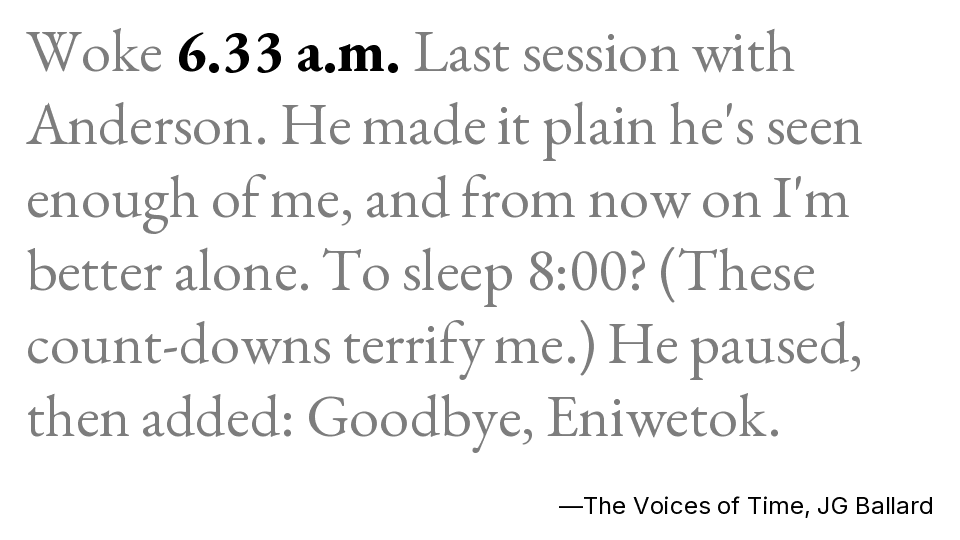 Woke 6.33 a.m. Last session with
Anderson. He made it plain he's seen
enough of me, and from now on I'm
better alone. To sleep 8:00? (These
count-downs terrify me.) He paused,
then added: Goodbye, Eniwetok.
—The Voices of Time, JG Ballard